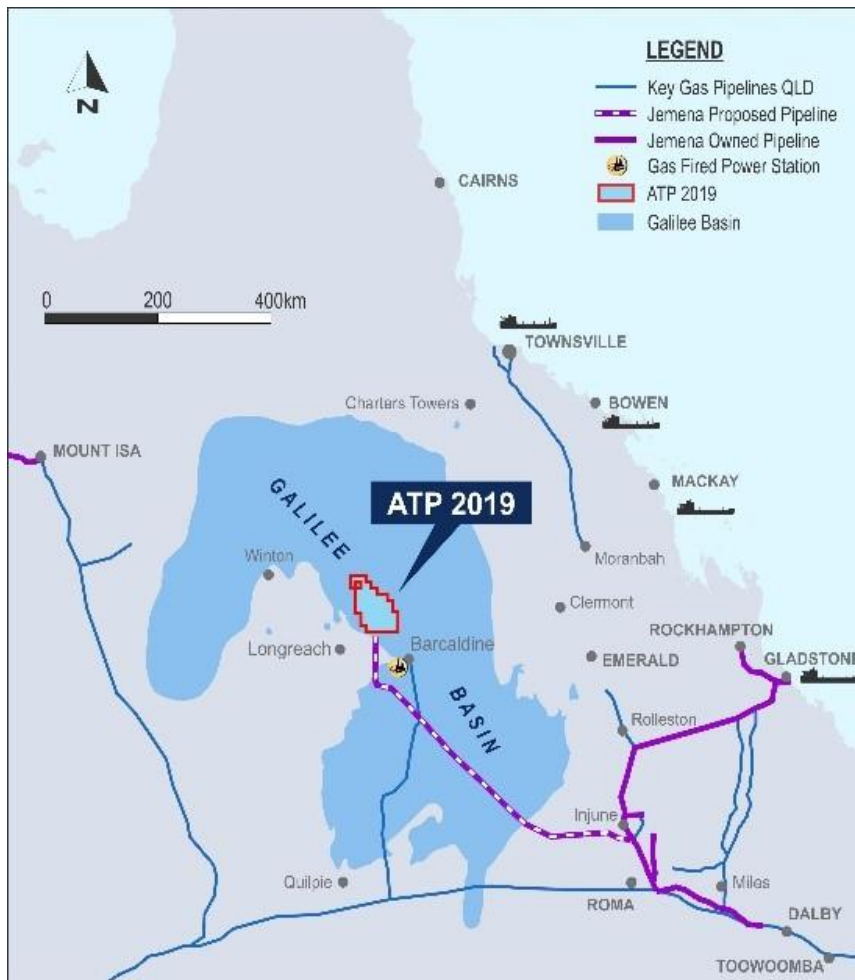 LEGEND
Key Gas Pipelines QLD
Jemena Proposed Pipeline
Jemena Owned Pipeline
Gas Fired Power Station
ATP 2019
Galilee Basin
N
0 200 400km
CAIRNS
TOWNSVILLE
Charters Towers
BOWEN
MOUNT ISA
MACKAY
GALILEE
ATP 2019
Winton
Moranbah
Clermont
Longreach
Barcaldine
EMERALD
ROCKHAMPTON
GLADSTONE
BASIN
Rolleston
Injune
Quilpie
ROMA
Miles
DALBY
TOOWOOMBA